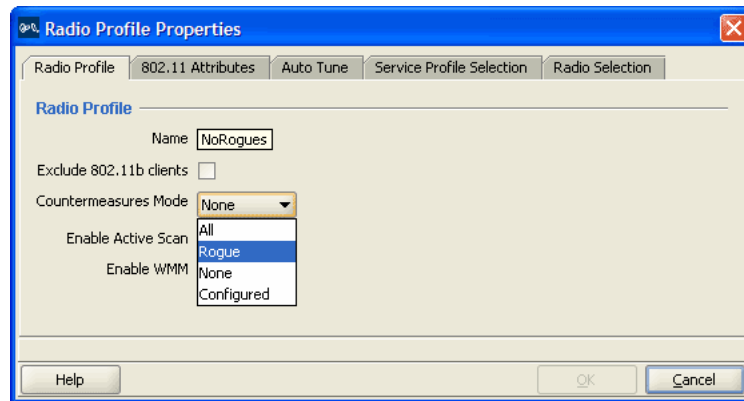 Radio Profile Properties
Radio Profile 802.11 Attributes Auto Tune Service Profile Selection Radio Selection
Radio Profile
Name NoRogues
Exclude 802.11b clients
Countermeasures Mode None
All
Enable Active Scan
Rogue
Enable WMM None
Configured
Help OK Cancel